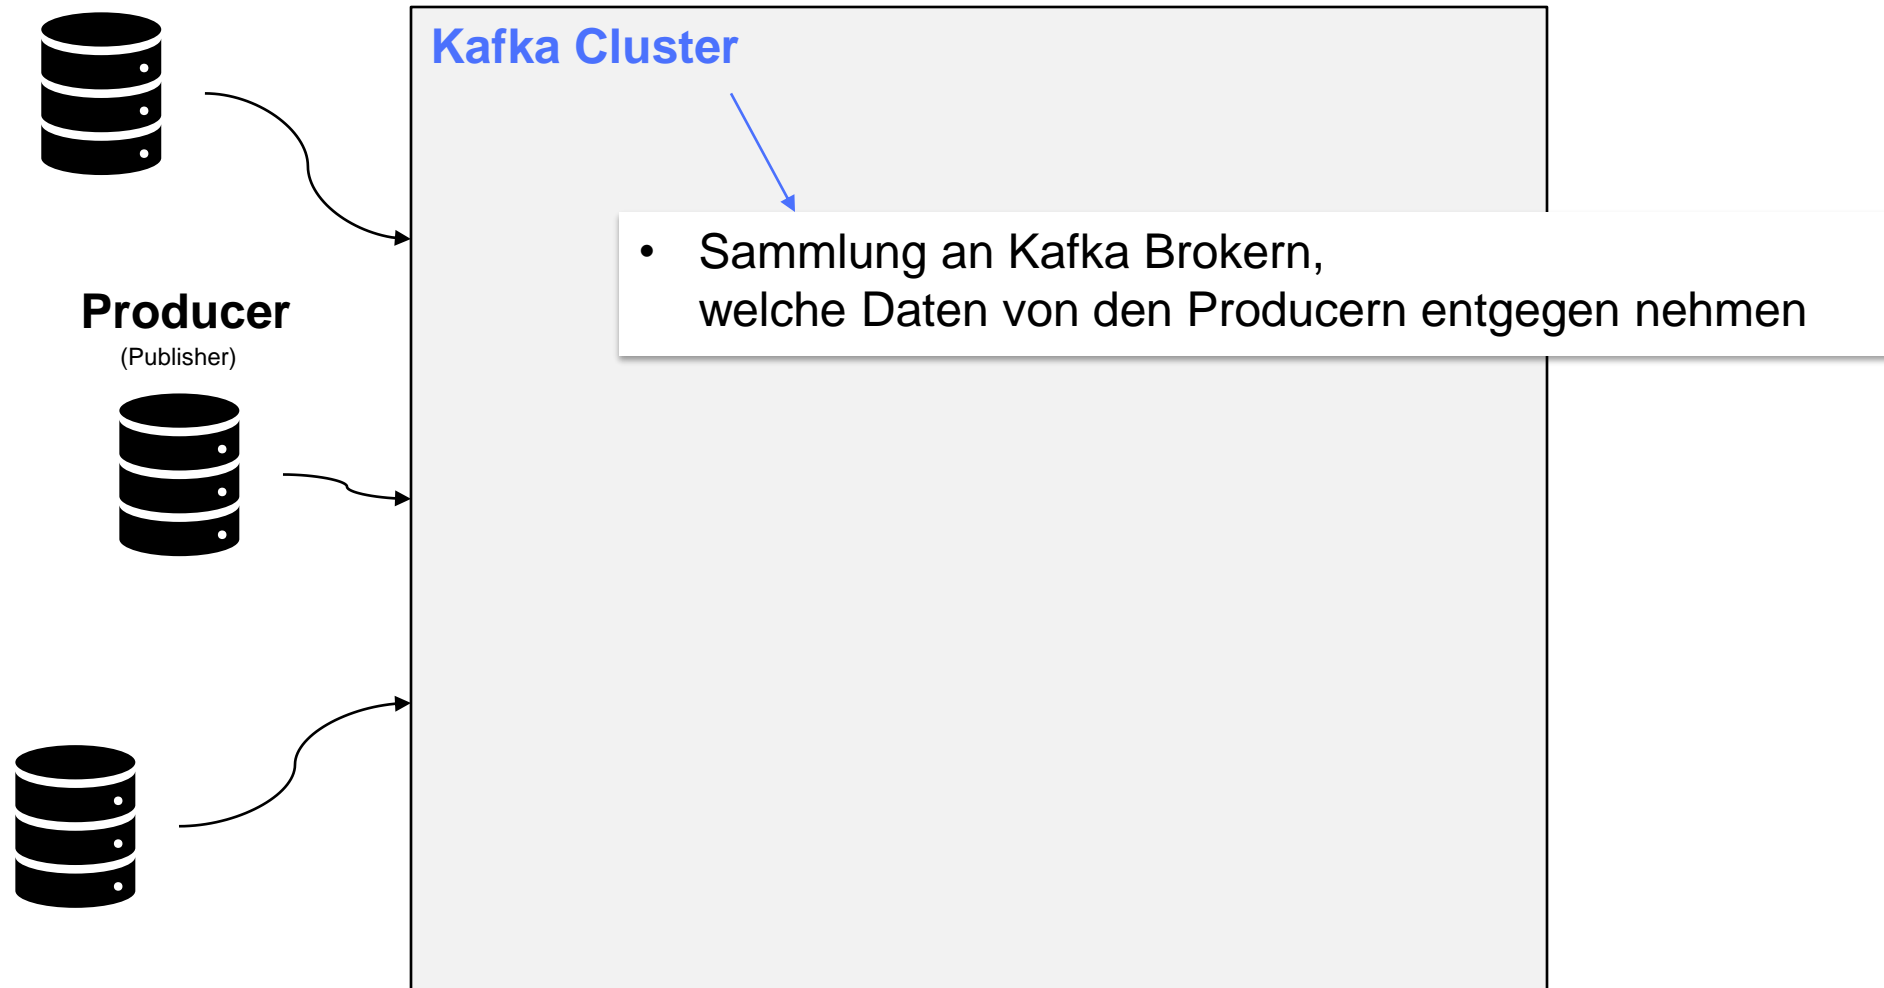 Kafka Cluster
• Sammlung an Kafka Brokern,
welche Daten von den Producern entgegen nehmen
Producer
(Publisher)